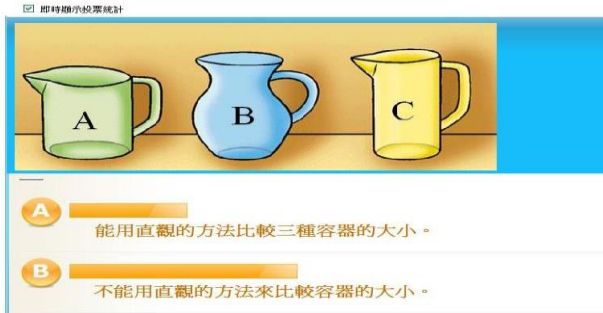 即時顯示投票統計
A B C
A
能用直觀的方法比較三種容器的大小。
B
不能用直觀的方法來比較容器的大小。